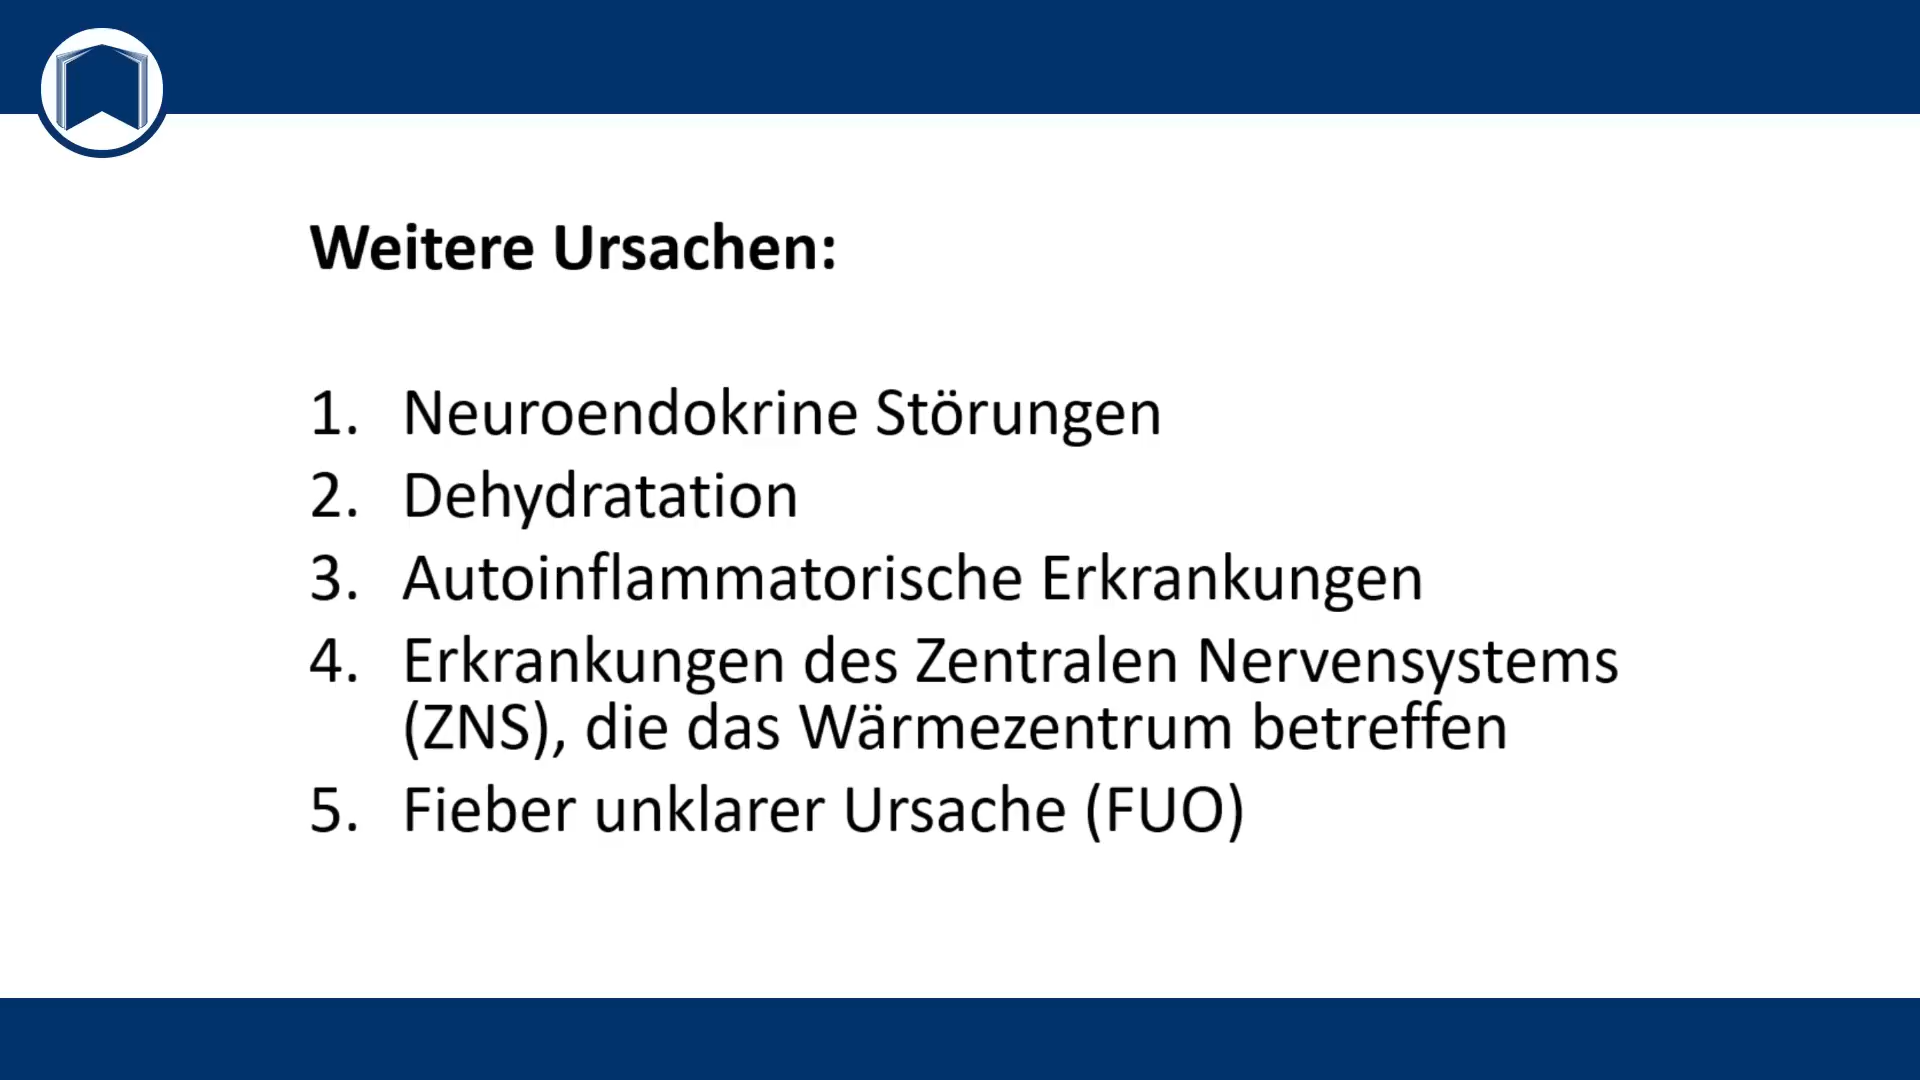 Weitere Ursachen:
1. Neuroendokrine Störungen
2. Dehydratation
3. Autoinflammatorische Erkrankungen
4. Erkrankungen des Zentralen Nervensystems
(ZNS), die das Wärmezentrum betreffen
5. Fieber unklarer Ursache (FUO)